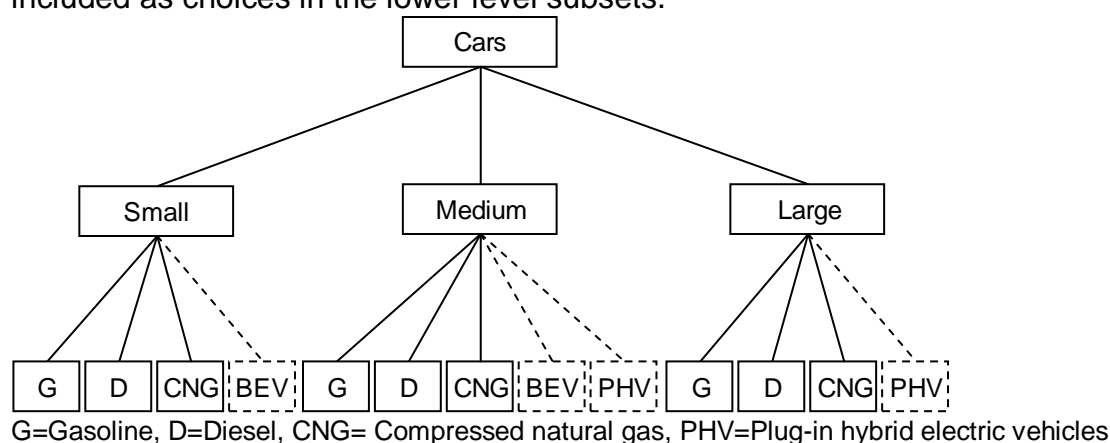 included as choices in the lower level subsets.
Cars
Small Medium Large
G D CNG BEV G D CNG BEV PHV G D CNG PHV
G=Gasoline, D=Diesel, CNG= Compressed natural gas, PHV=Plug-in hybrid electric vehicles